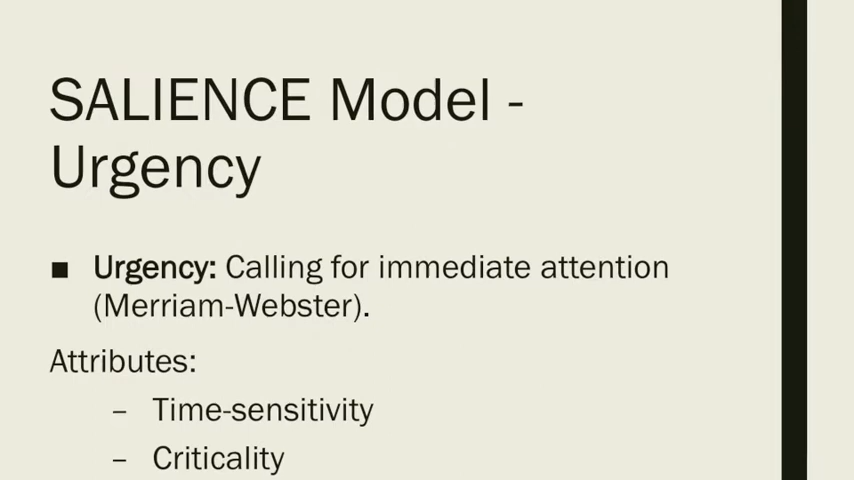 SALIENCE Model -
Urgency
■ Urgency: Calling for immediate attention
(Merriam-Webster).
Attributes:
– Time-sensitivity
– Criticality